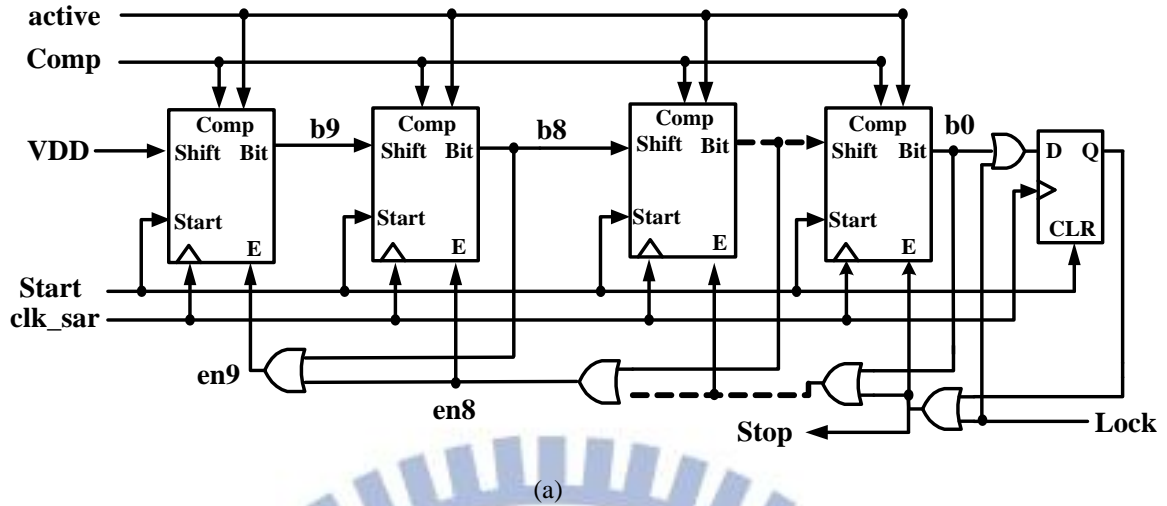 active
Comp
Comp
Comp
Comp
Comp
b9
b8
b0
VDD
Shift Bit
Shift Bit
Shift Bit
Shift Bit
D Q
Start
Start
Start
Start
CLR
E
E
E
E
Start
clk_sar
en9
en8
Stop
Lock
(a)